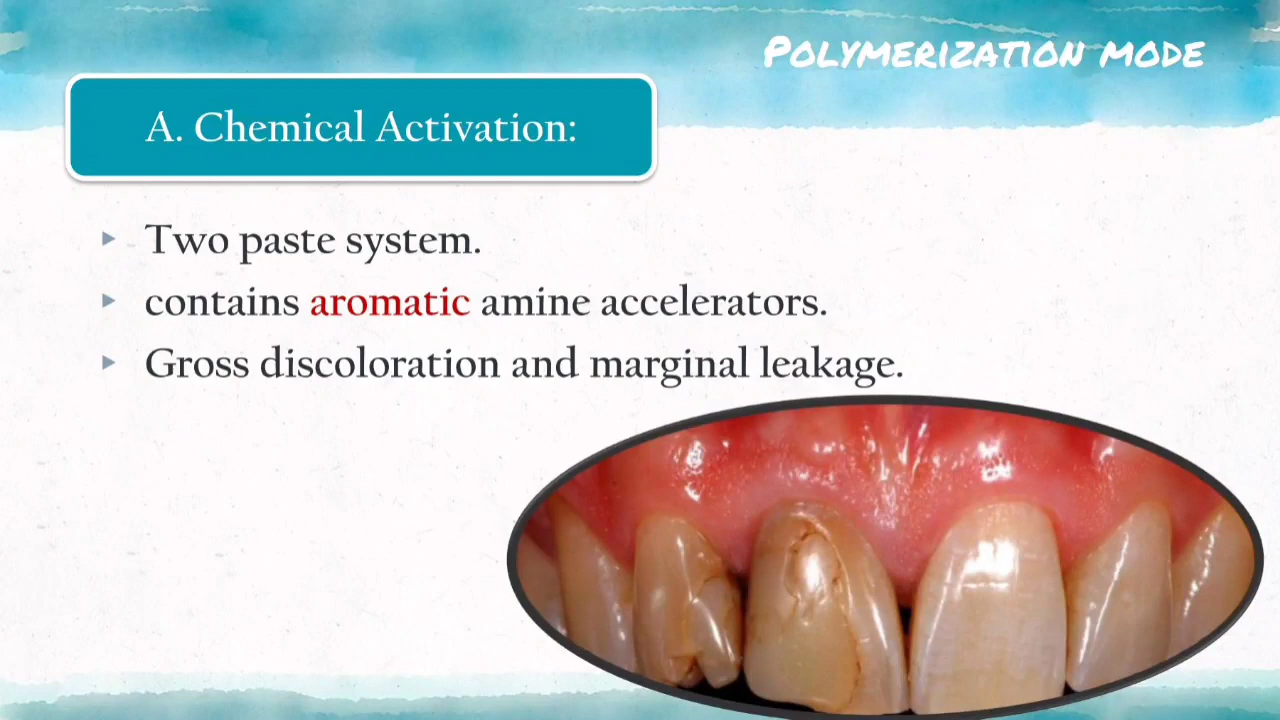 POLYMERIZATION MODE
A. Chemical Activation:
Two paste system.
contains aromatic amine accelerators.
Gross discoloration and marginal leakage.